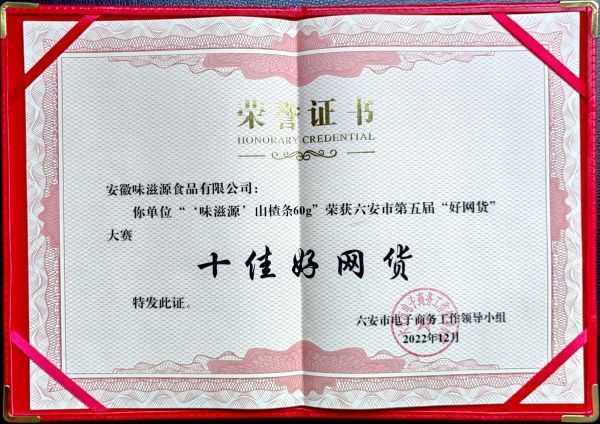 荣誉证书
HONORARY CREDENTIAL
安徽味滋源食品有限公司：
你单位“‘味滋源’山楂条60g”荣获六安市第五届“好网货”
大赛
十佳好网货
特发此证。
六安市电子商务工作领导小组
2022年12月